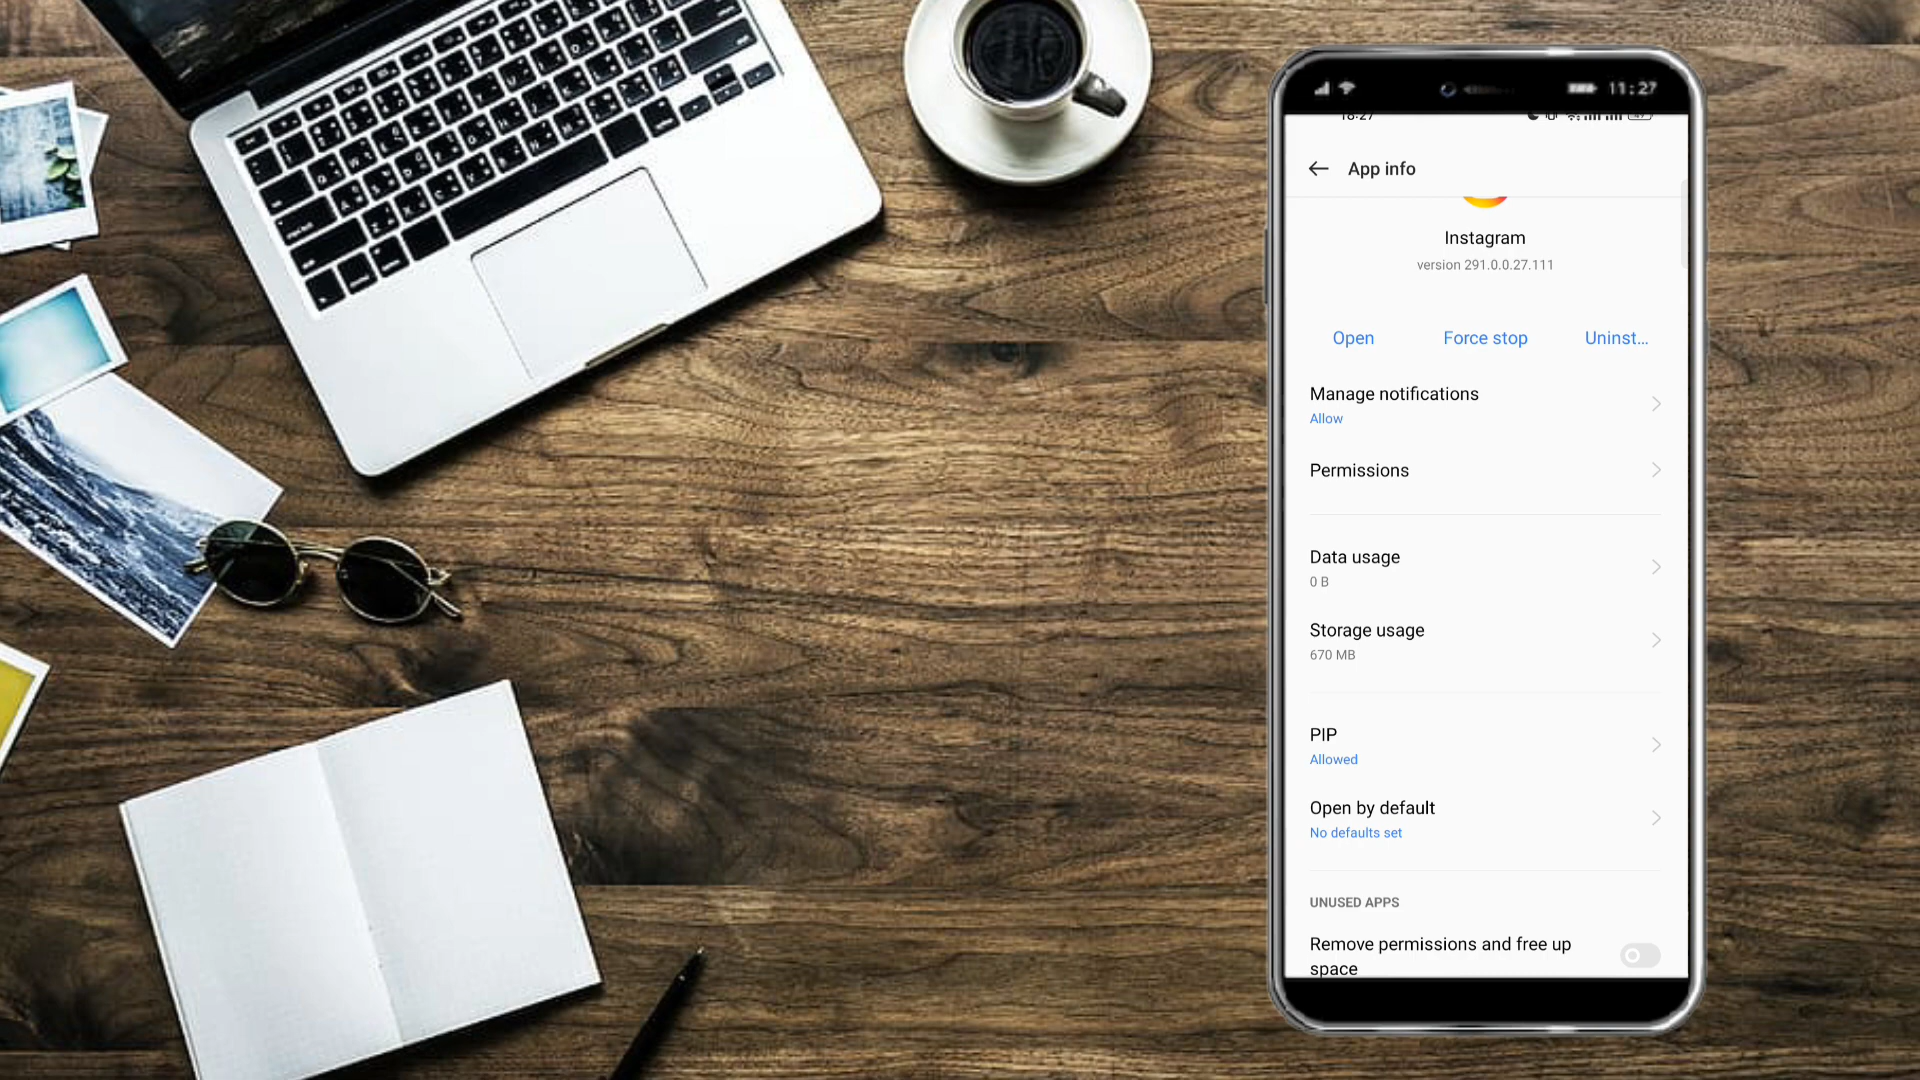 11:27
18:27
App info
Instagram
version 291.0.0.27.111
Open
Force stop
Uninst...
Manage notifications
Allow
Permissions
Data usage
0 B
Storage usage
670 MB
PIP
Allowed
Open by default
No defaults set
UNUSED APPS
Remove permissions and free up
space